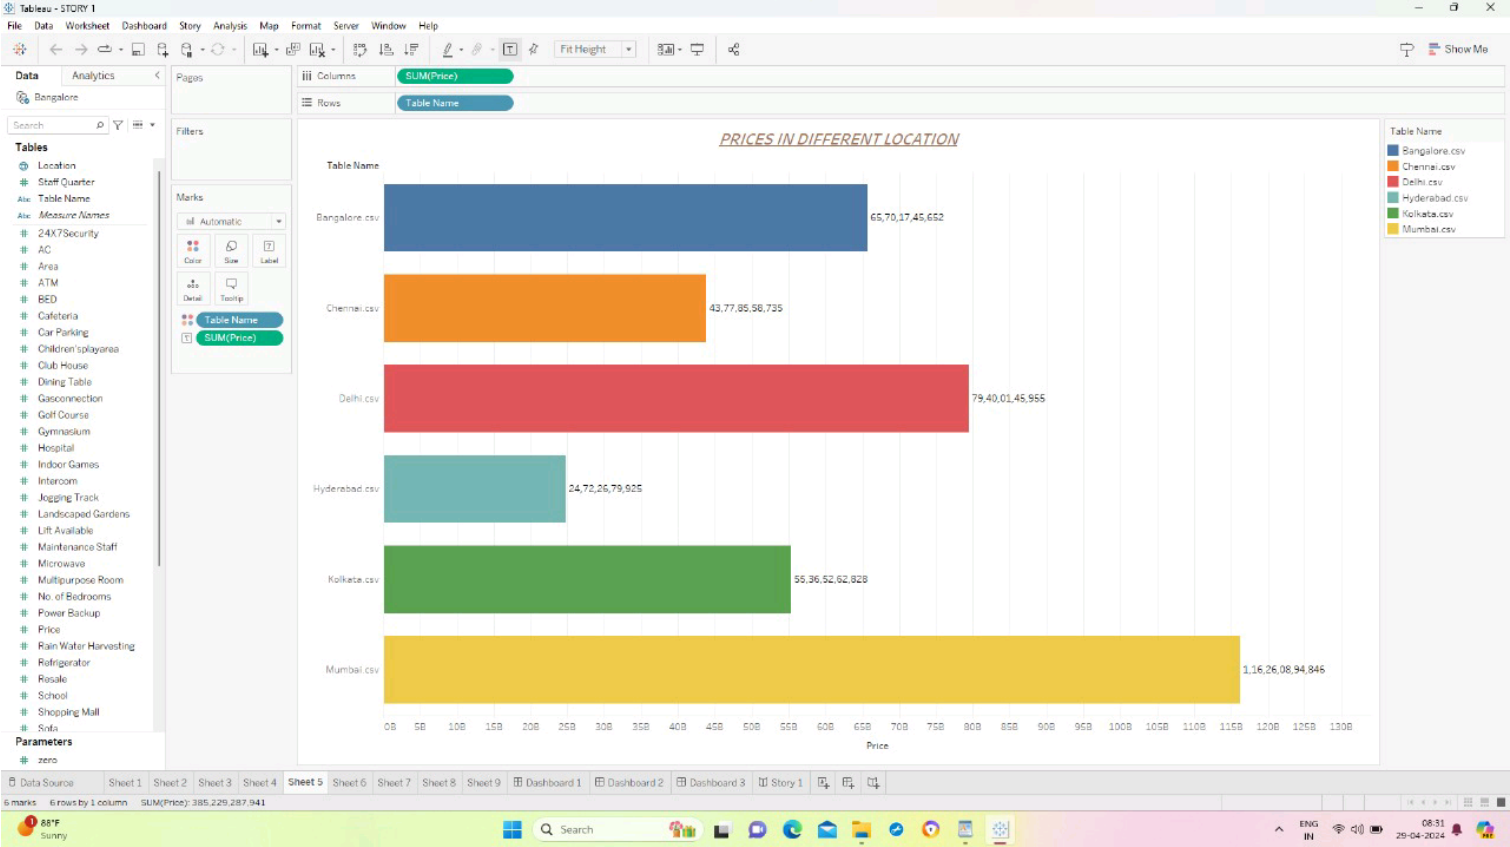 Tableau - STORY 1
File Data Worksheet Dashboard Story Analysis Map Format Server Window Help
Fit Height
Show Me
Data Analytics
Bangalore
Search
Tables
Location
Staff Quarter
Abc Table Name
Abc Measure Names
24X7Security
AC
Area
ATM
BED
Cafeteria
Car Parking
Children'splayarea
Club House
Dining Table
Gasconnection
Golf Course
Gymnasium
Hospital
Indoor Games
Intercom
Jogging Track
Landscaped Gardens
Lift Available
Maintenance Staff
Microwave
Multipurpose Room
No. of Bedrooms
Power Backup
Price
Rain Water Harvesting
Refrigerator
Resale
School
Shopping Mall
Sofa
Parameters
zero
Pages
Filters
Marks
Automatic
Color Size Label
Detail Tooltip
Table Name
SUM(Price)
Columns SUM(Price)
Rows Table Name
PRICES IN DIFFERENT LOCATION
Table Name
Bangalore.csv 65,70,17,45,652
Chennai.csv 43,77,85,58,735
Delhi.csv 79,40,01,45,955
Hyderabad.csv 24,72,26,79,925
Kolkata.csv 55,36,52,62,828
Mumbai.csv 1,16,26,08,94,846
0B 5B 10B 15B 20B 25B 30B 35B 40B 45B 50B 55B 60B 65B 70B 75B 80B 85B 90B 95B 100B 105B 110B 115B 120B 125B 130B
Price
Table Name
Bangalore.csv
Chennai.csv
Delhi.csv
Hyderabad.csv
Kolkata.csv
Mumbai.csv
Data Source Sheet 1 Sheet 2 Sheet 3 Sheet 4 Sheet 5 Sheet 6 Sheet 7 Sheet 8 Sheet 9 Dashboard 1 Dashboard 2 Dashboard 3 Story 1
6 marks 6 rows by 1 column SUM(Price): 385,229,287,941
1
88°F
Sunny
Search
ENG
IN
08:31
29-04-2024